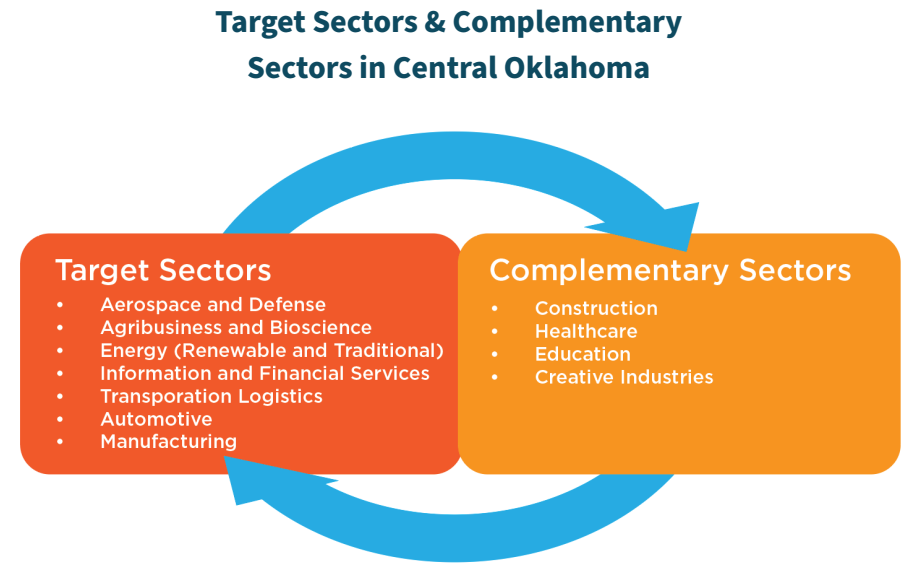 Target Sectors & Complementary
Sectors in Central Oklahoma
Target Sectors
• Aerospace and Defense
• Agribusiness and Bioscience
• Energy (Renewable and Traditional)
• Information and Financial Services
• Transporation Logistics
• Automotive
• Manufacturing
Complementary Sectors
• Construction
• Healthcare
• Education
• Creative Industries